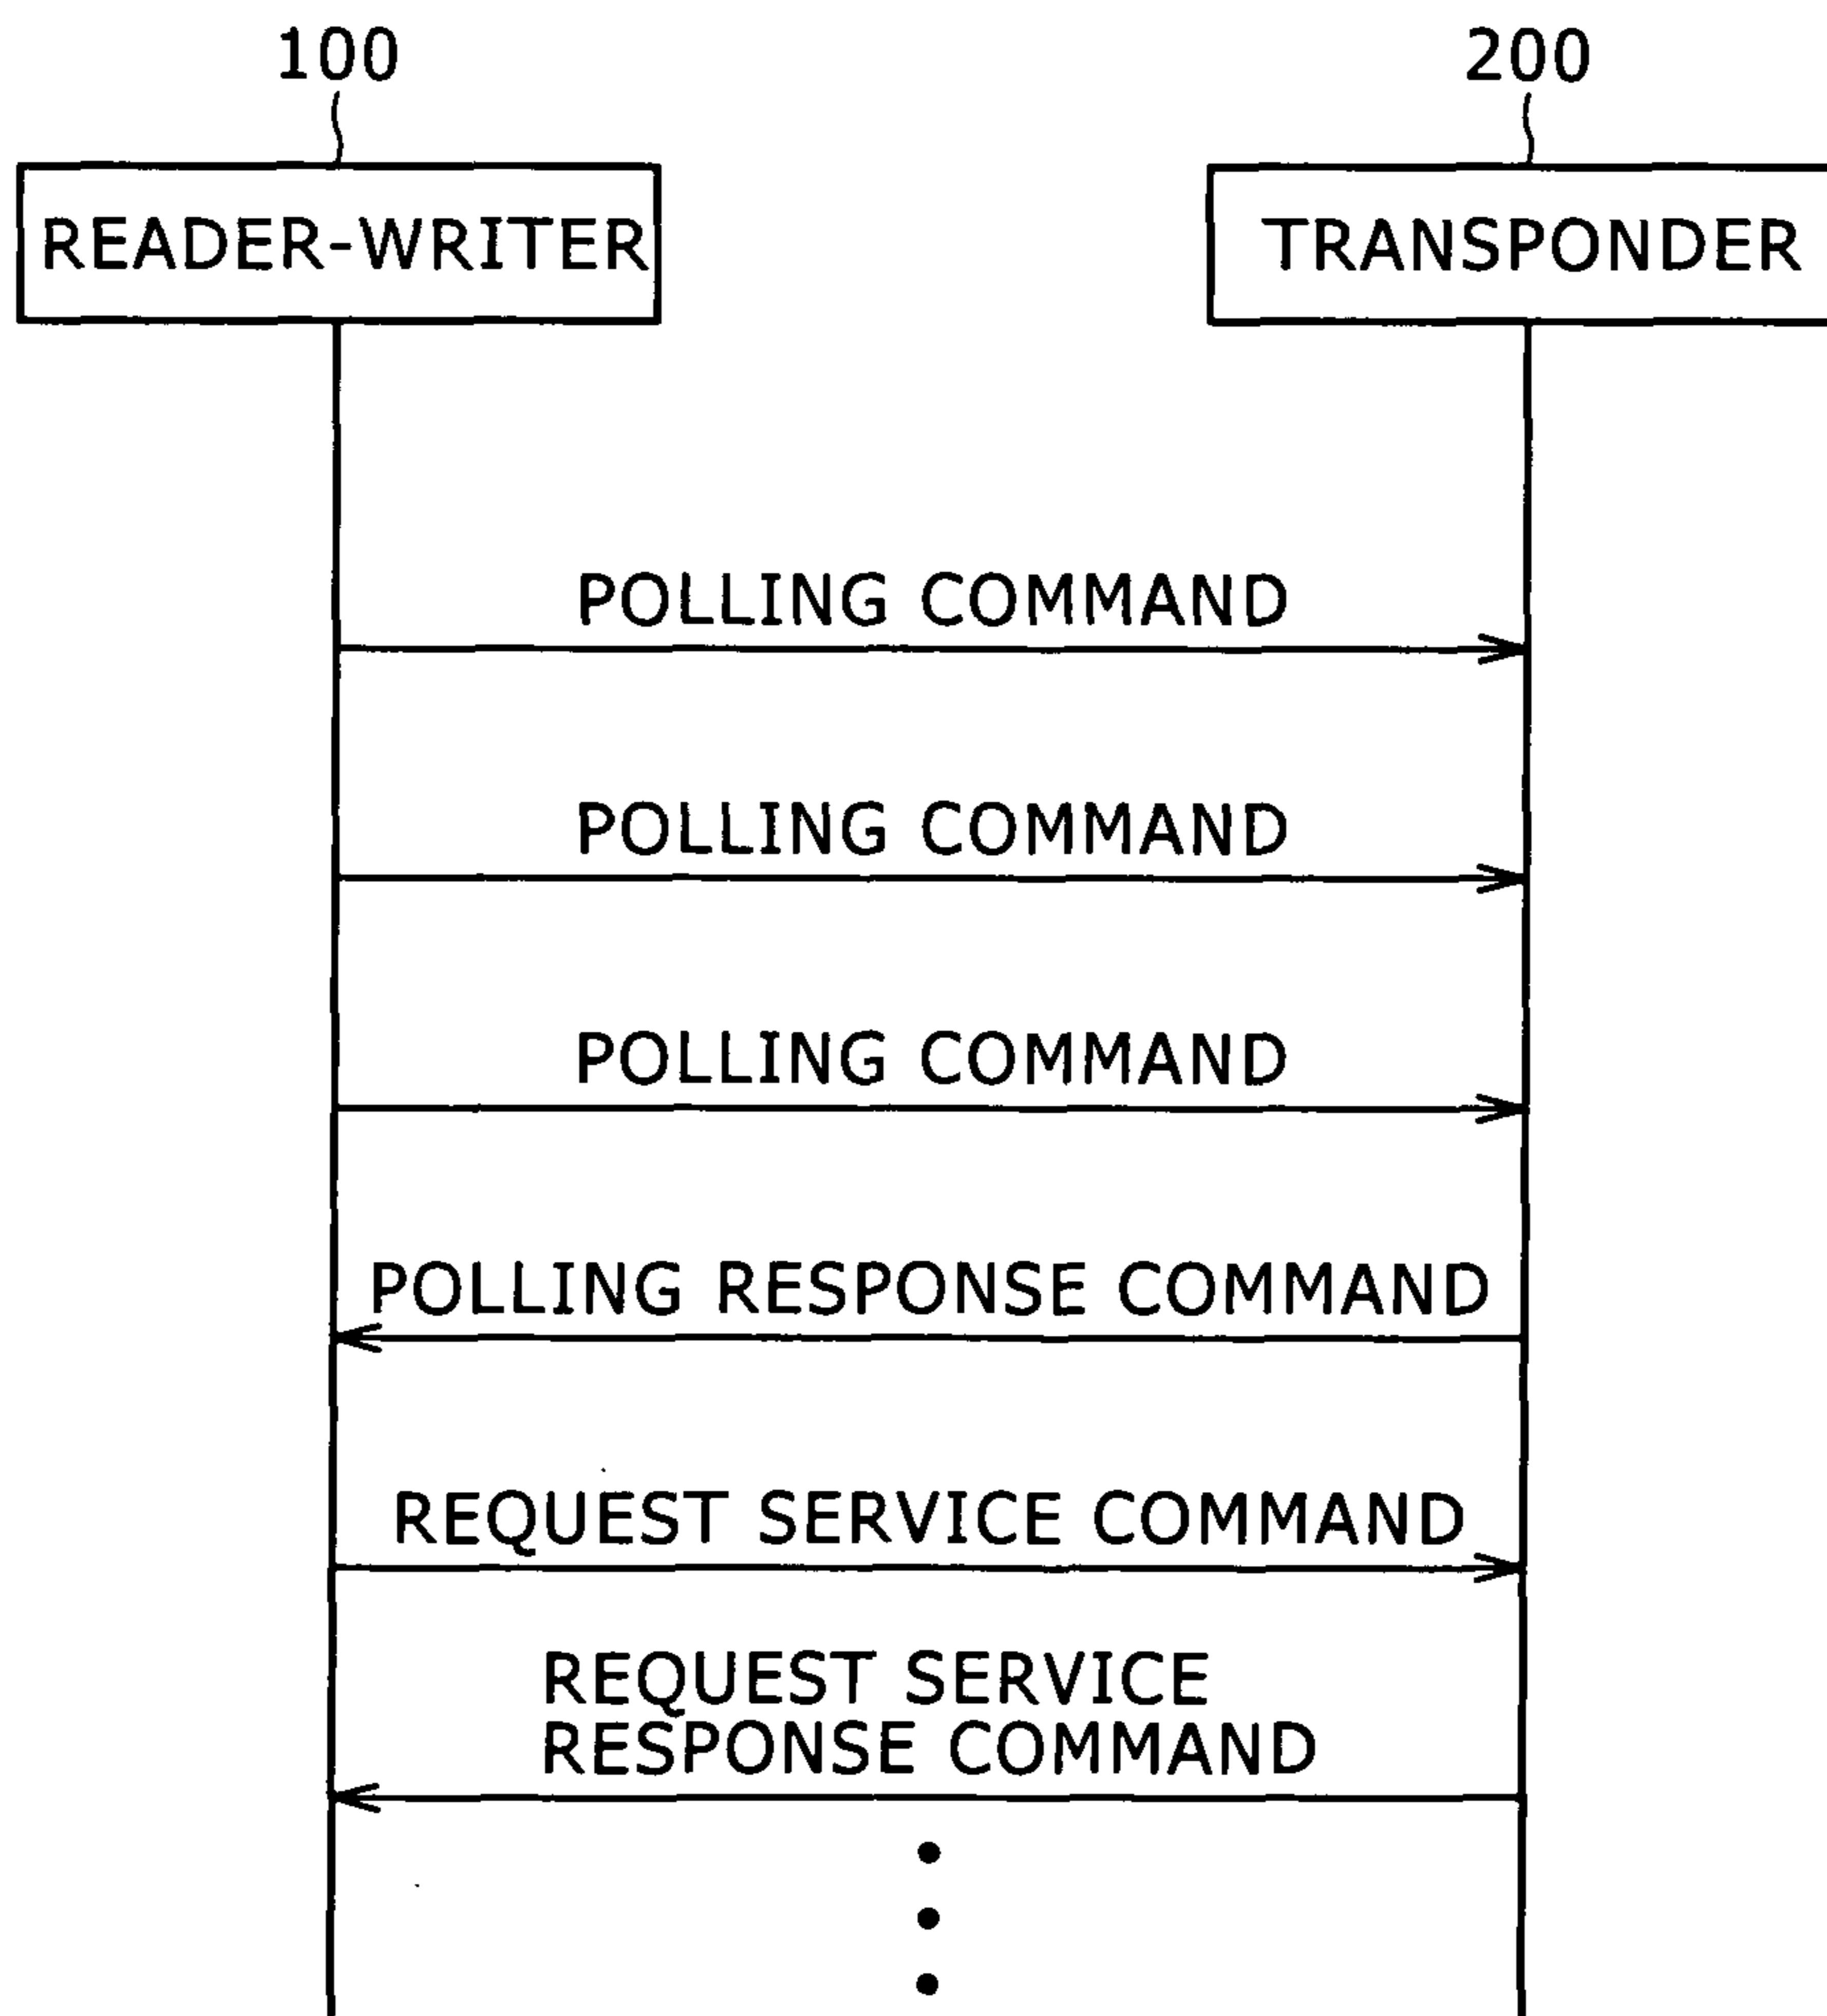 100
200
READER-WRITER
TRANSPONDER
POLLING COMMAND
POLLING COMMAND
POLLING COMMAND
POLLING RESPONSE COMMAND
REQUEST SERVICE COMMAND
REQUEST SERVICE
RESPONSE COMMAND